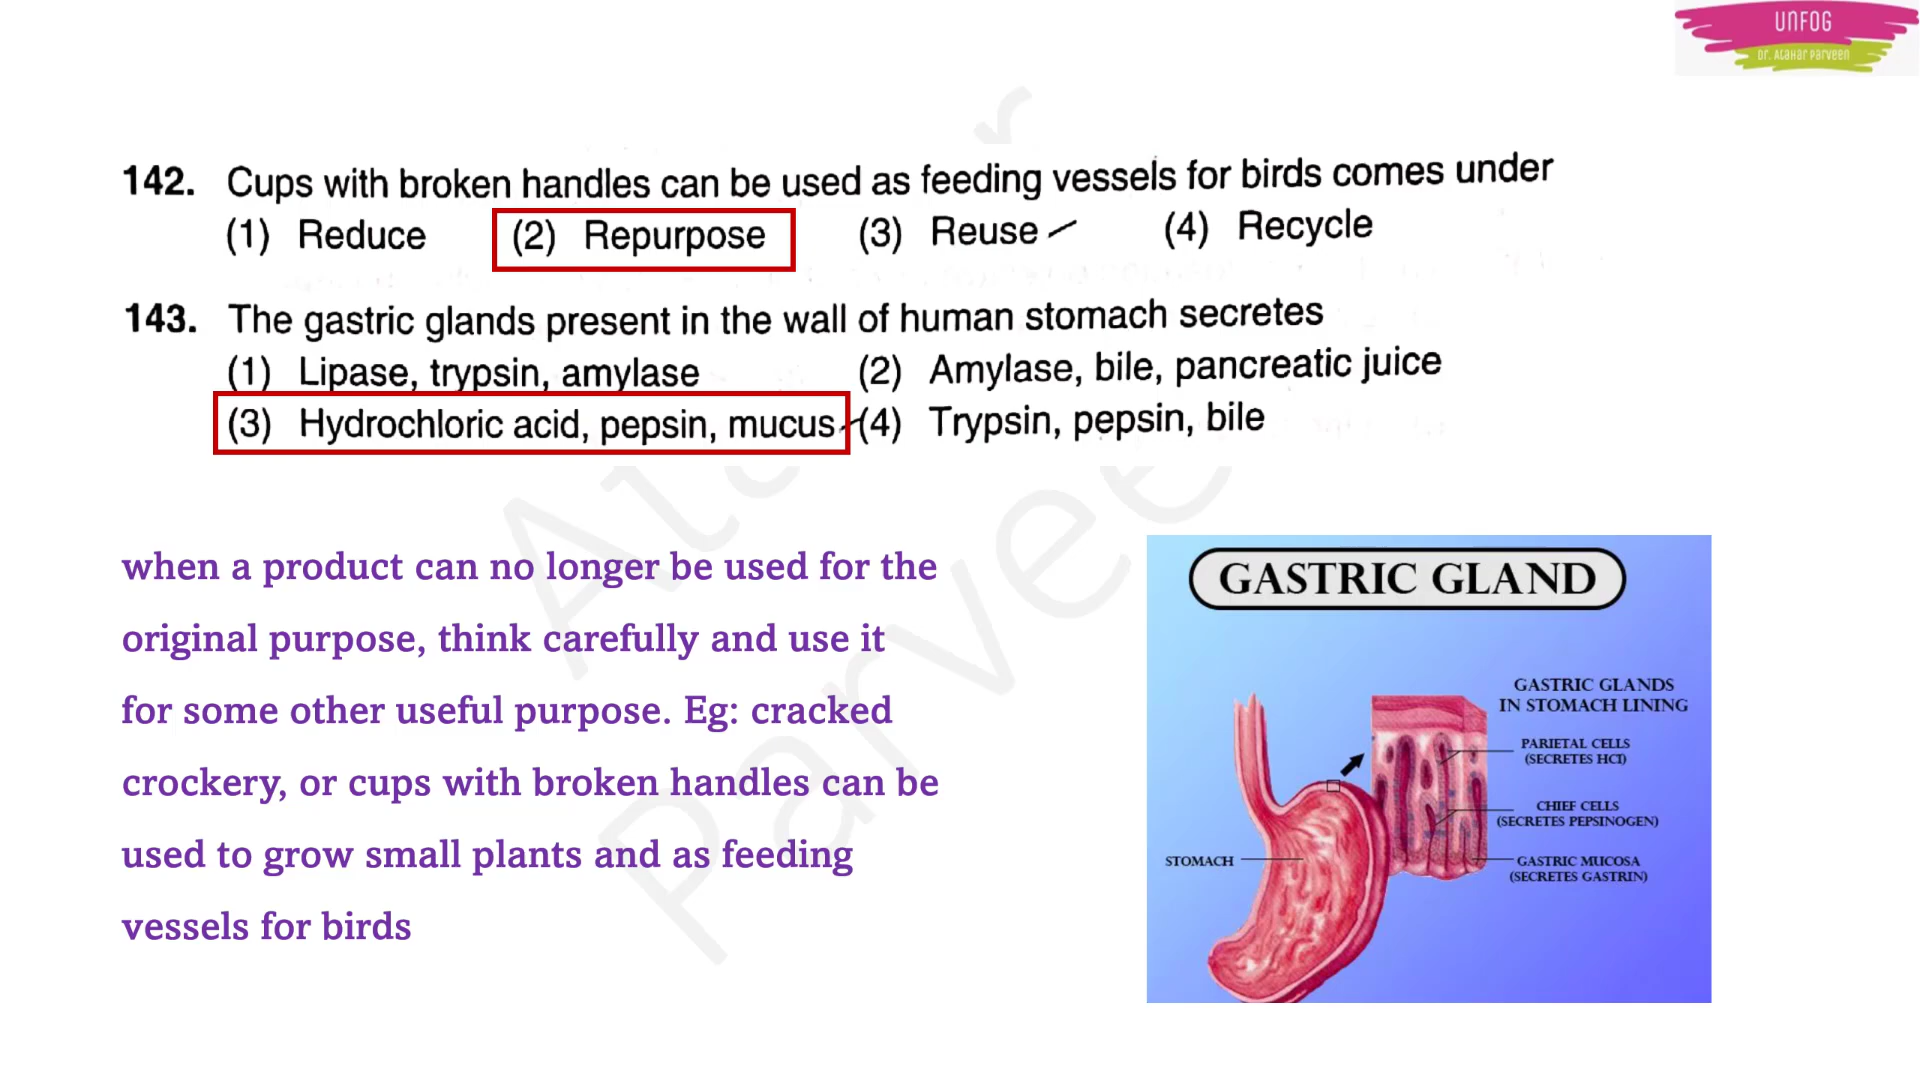 UNFOG
Dr. Atahar Parveen
142. Cups with broken handles can be used as feeding vessels for birds comes under
(1) Reduce (2) Repurpose (3) Reuse (4) Recycle
143. The gastric glands present in the wall of human stomach secretes
(1) Lipase, trypsin, amylase (2) Amylase, bile, pancreatic juice
(3) Hydrochloric acid, pepsin, mucus (4) Trypsin, pepsin, bile
when a product can no longer be used for the
original purpose, think carefully and use it
for some other useful purpose. Eg: cracked
crockery, or cups with broken handles can be
used to grow small plants and as feeding
vessels for birds
GASTRIC GLAND
GASTRIC GLANDS
IN STOMACH LINING
PARIETAL CELLS
(SECRETES HCl)
CHIEF CELLS
(SECRETES PEPSINOGEN)
STOMACH
GASTRIC MUCOSA
(SECRETES GASTRIN)
Parveen